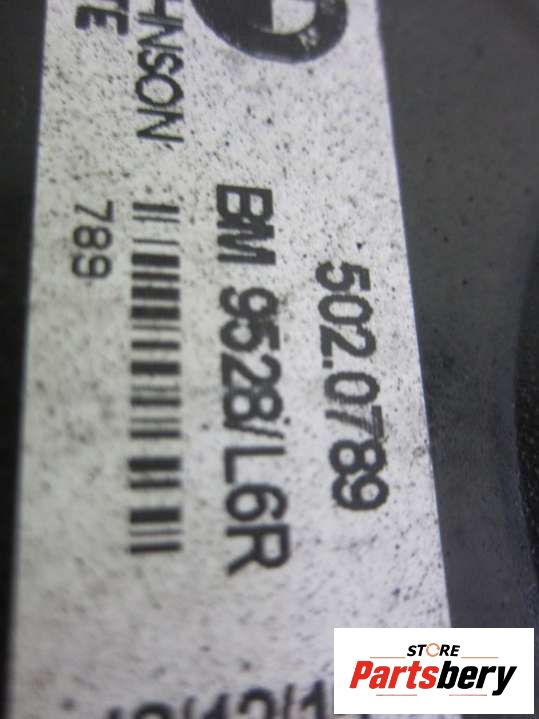 502.0789
BM 9528/L6R
HNSON
TE
789
STORE
Partsbery